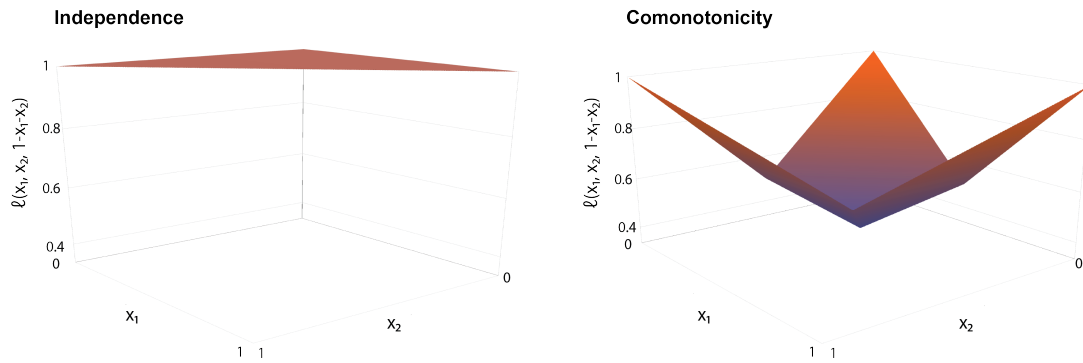 Independence
1
0.8
0.6
0.4
0
ℓ(x₁, x₂, 1-x₁-x₂)
x₁
1
1
x₂
0
Comonotonicity
1
0.8
0.6
0.4
0
ℓ(x₁, x₂, 1-x₁-x₂)
x₁
1
1
x₂
0